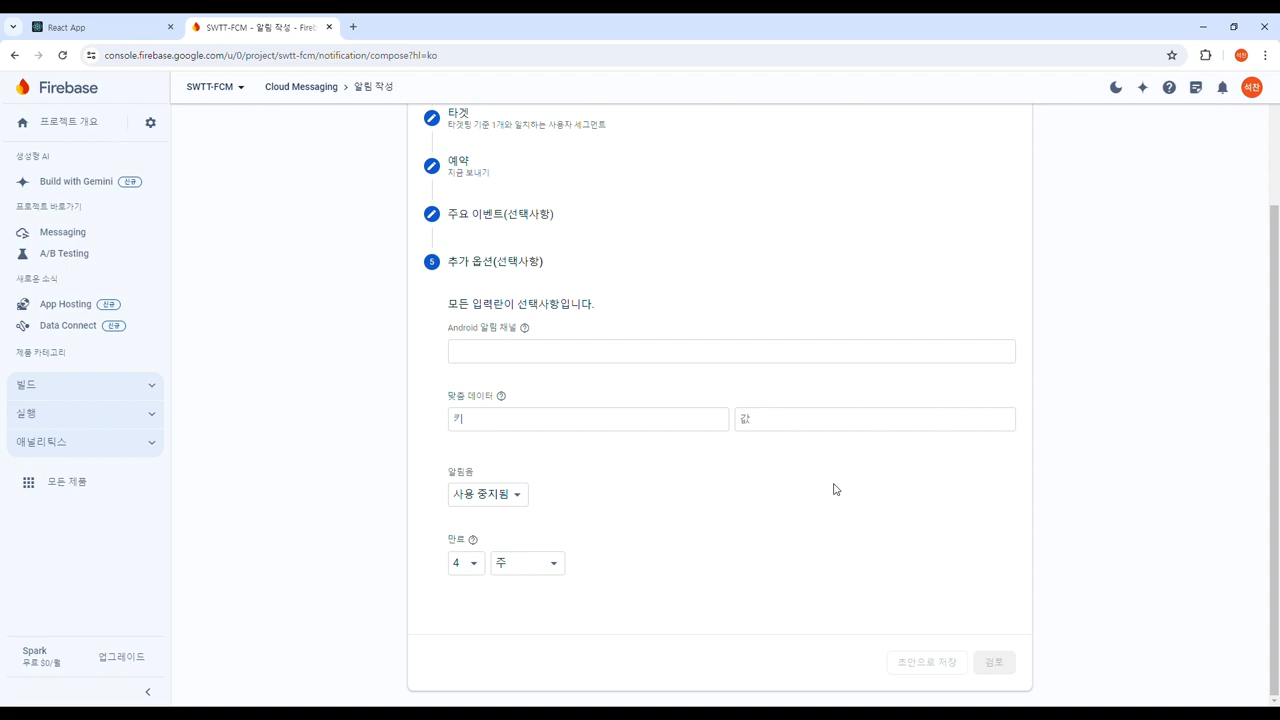 React App
SWTT-FCM - 알림 작성 - Fireb
console.firebase.google.com/u/0/project/swtt-fcm/notification/compose?hl=ko
석찬
Firebase
SWTT-FCM
Cloud Messaging > 알림 작성
석찬
프로젝트 개요
생성형 AI
Build with Gemini 신규
프로젝트 바로가기
Messaging
A/B Testing
새로운 소식
App Hosting 신규
Data Connect 신규
제품 카테고리
빌드
실행
애널리틱스
모든 제품
Spark
무료 $0/월
업그레이드
타겟
타겟팅 기준 1개와 일치하는 사용자 세그먼트
예약
지금 보내기
주요 이벤트(선택사항)
5 추가 옵션(선택사항)
모든 입력란이 선택사항입니다.
Android 알림 채널
맞춤 데이터
키 값
알림음
사용 중지됨
만료
4 주
초안으로 저장 검토